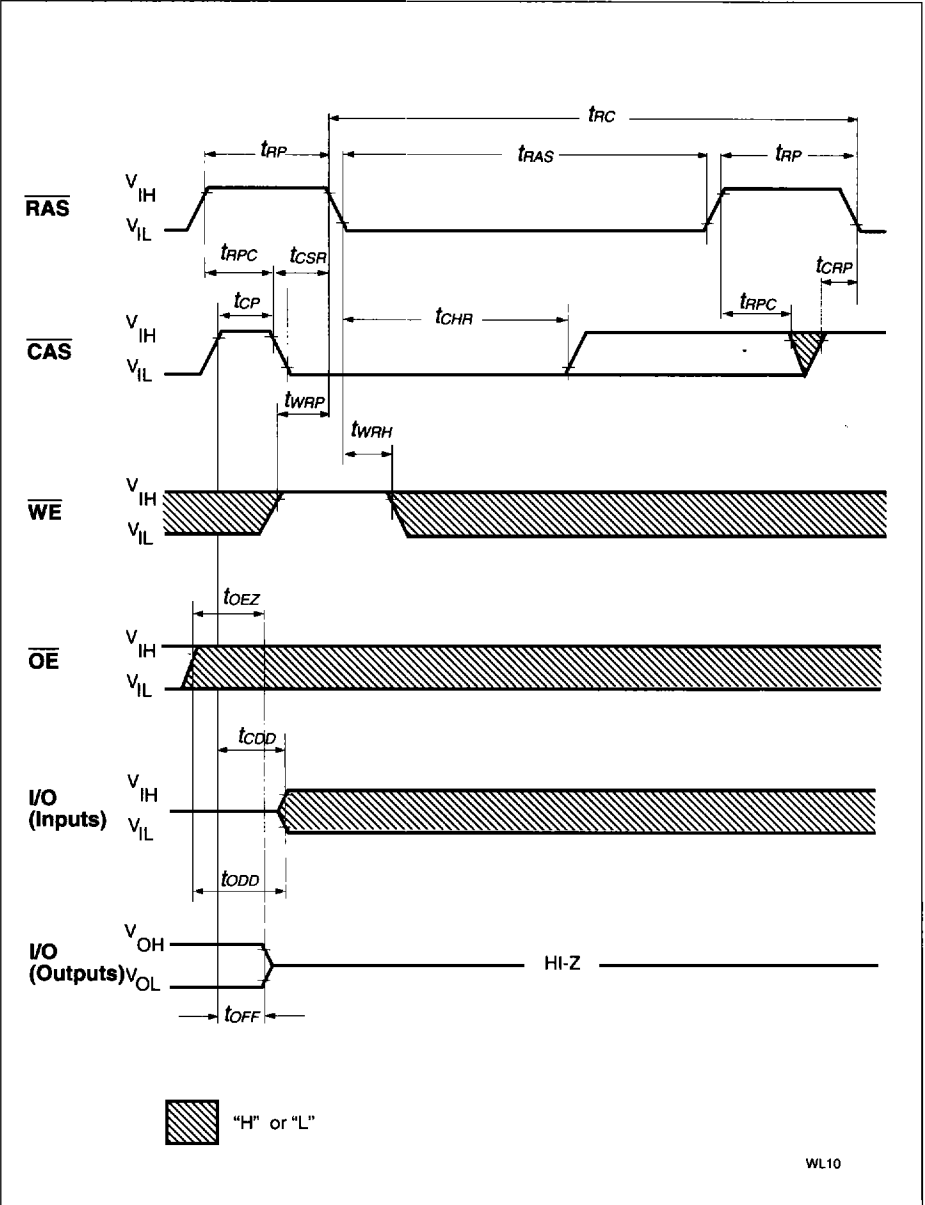 tRC
tRP tRAS tRP
RAS VIH
VIL
tRPC tCSR tCRP
tCP tCHR tRPC
CAS VIH
VIL
tWRP
tWRH
WE VIH
VIL
tOEZ
OE VIH
VIL
tCDD
I/O
(Inputs) VIH
VIL
tODD
I/O
(Outputs) VOH
VOL
HI-Z
tOFF
"H" or "L"
WL10